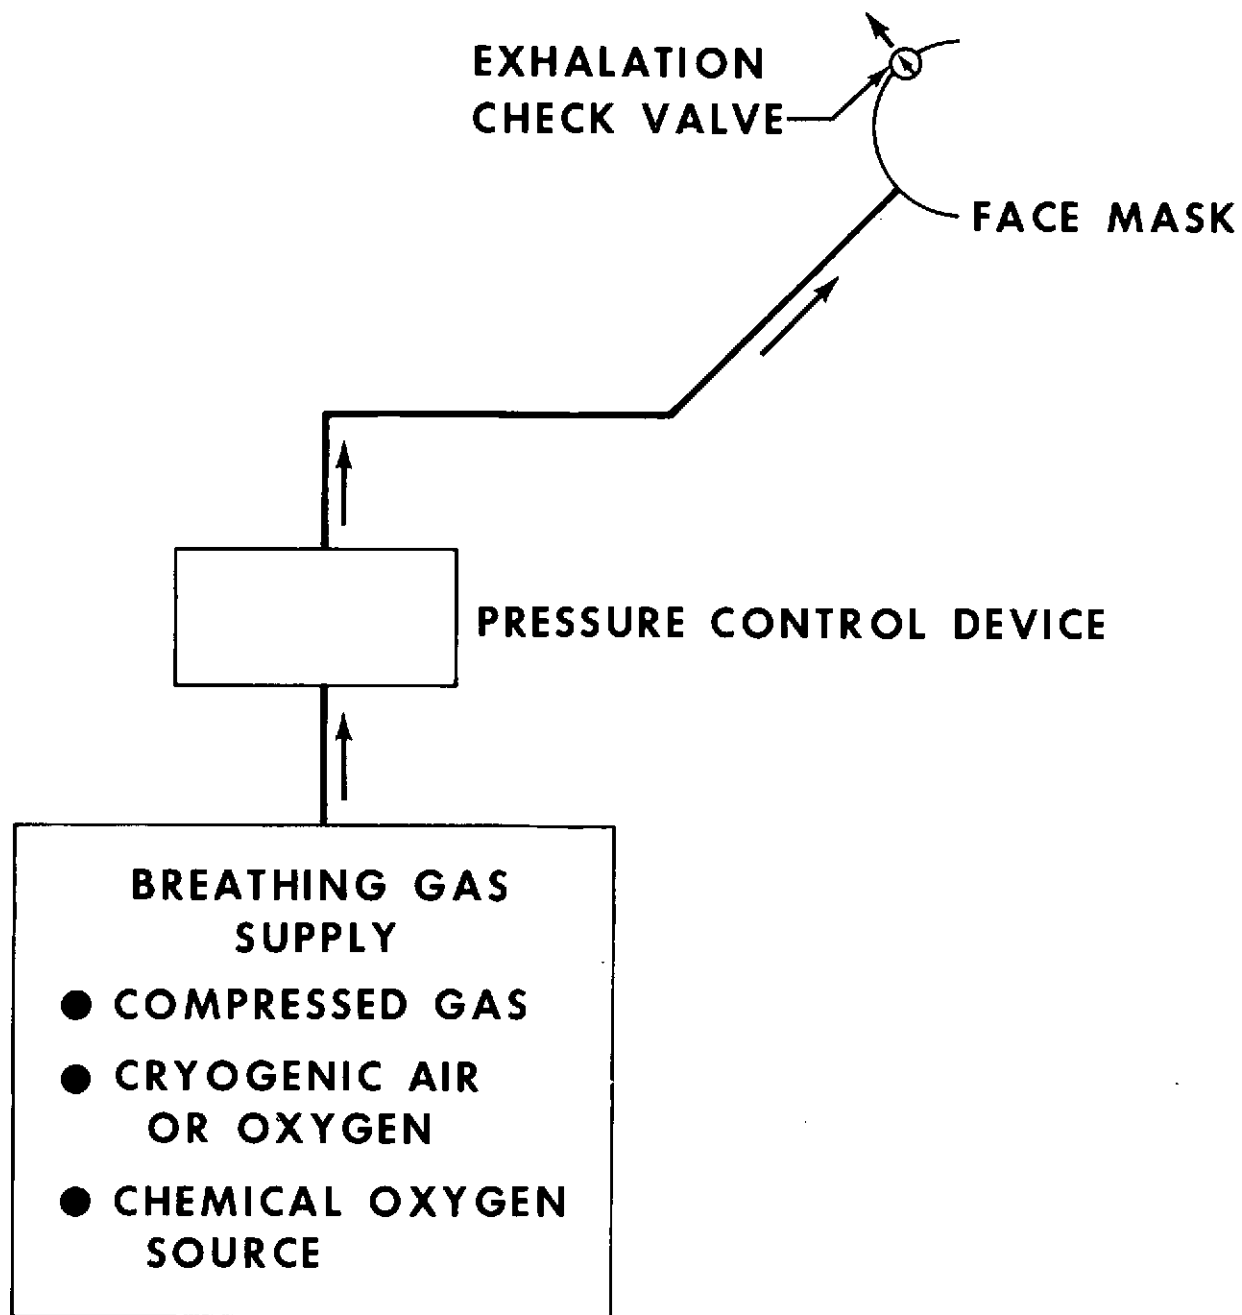 EXHALATION
CHECK VALVE
FACE MASK
PRESSURE CONTROL DEVICE
BREATHING GAS
SUPPLY
● COMPRESSED GAS
● CRYOGENIC AIR
OR OXYGEN
● CHEMICAL OXYGEN
SOURCE